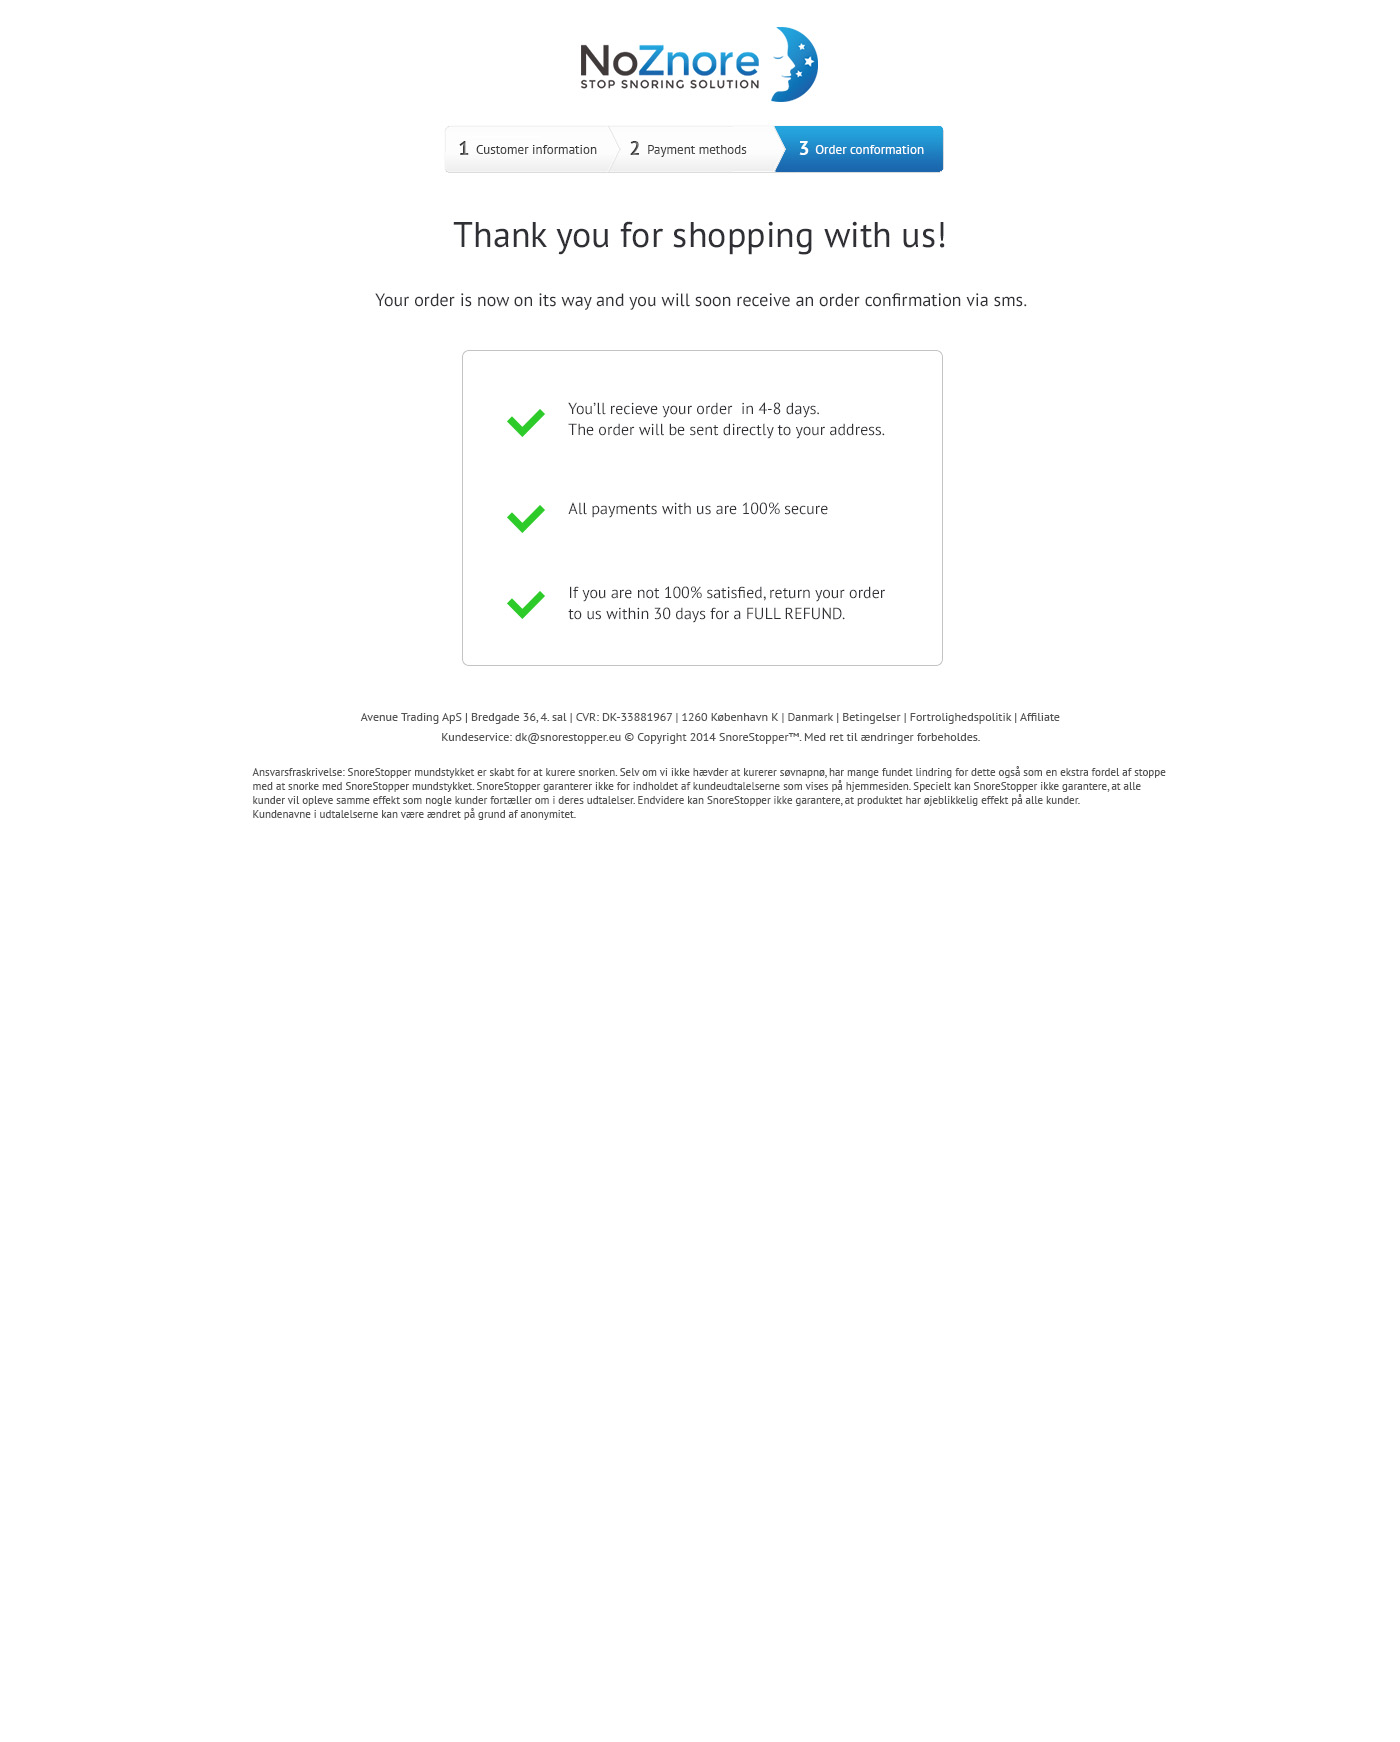 NoZnore
STOP SNORING SOLUTION
1 Customer information 2 Payment methods 3 Order conformation
Thank you for shopping with us!
Your order is now on its way and you will soon receive an order confirmation via sms.
You'll recieve your order  in 4-8 days.
The order will be sent directly to your address.
All payments with us are 100% secure
If you are not 100% satisfied, return your order
to us within 30 days for a FULL REFUND.
Avenue Trading ApS | Bredgade 36, 4. sal | CVR: DK-33881967 | 1260 København K | Danmark | Betingelser | Fortrolighedspolitik | Affiliate
Kundeservice: dk@snorestopper.eu © Copyright 2014 SnoreStopper™. Med ret til ændringer forbeholdes.
Ansvarsfraskrivelse: SnoreStopper mundstykket er skabt for at kurere snorken. Selv om vi ikke hævder at kurerer søvnapnø, har mange fundet lindring for dette også som en ekstra fordel af stoppe
med at snorke med SnoreStopper mundstykket. SnoreStopper garanterer ikke for indholdet af kundeudtalelserne som vises på hjemmesiden. Specielt kan SnoreStopper ikke garantere, at alle
kunder vil opleve samme effekt som nogle kunder fortæller om i deres udtalelser. Endvidere kan SnoreStopper ikke garantere, at produktet har øjeblikkelig effekt på alle kunder.
Kundenavne i udtalelserne kan være ændret på grund af anonymitet.